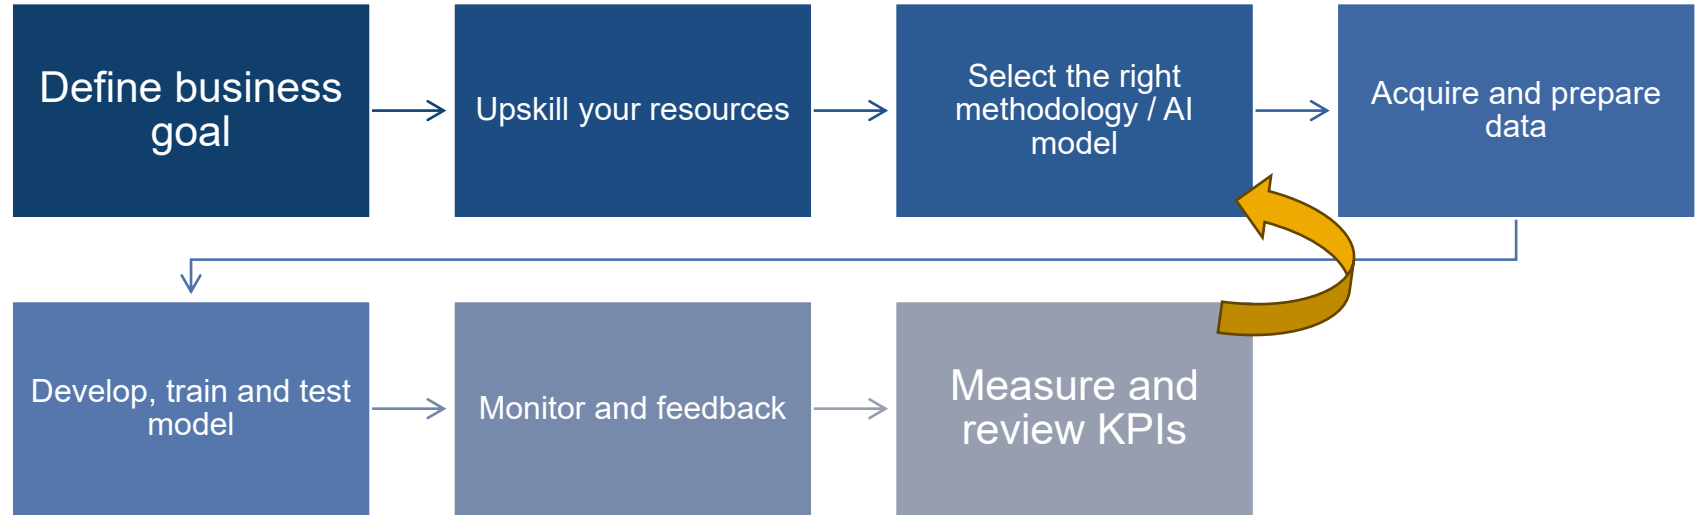 Define business
goal
Upskill your resources
Select the right
methodology / AI
model
Acquire and prepare
data
Develop, train and test
model
Monitor and feedback
Measure and
review KPIs